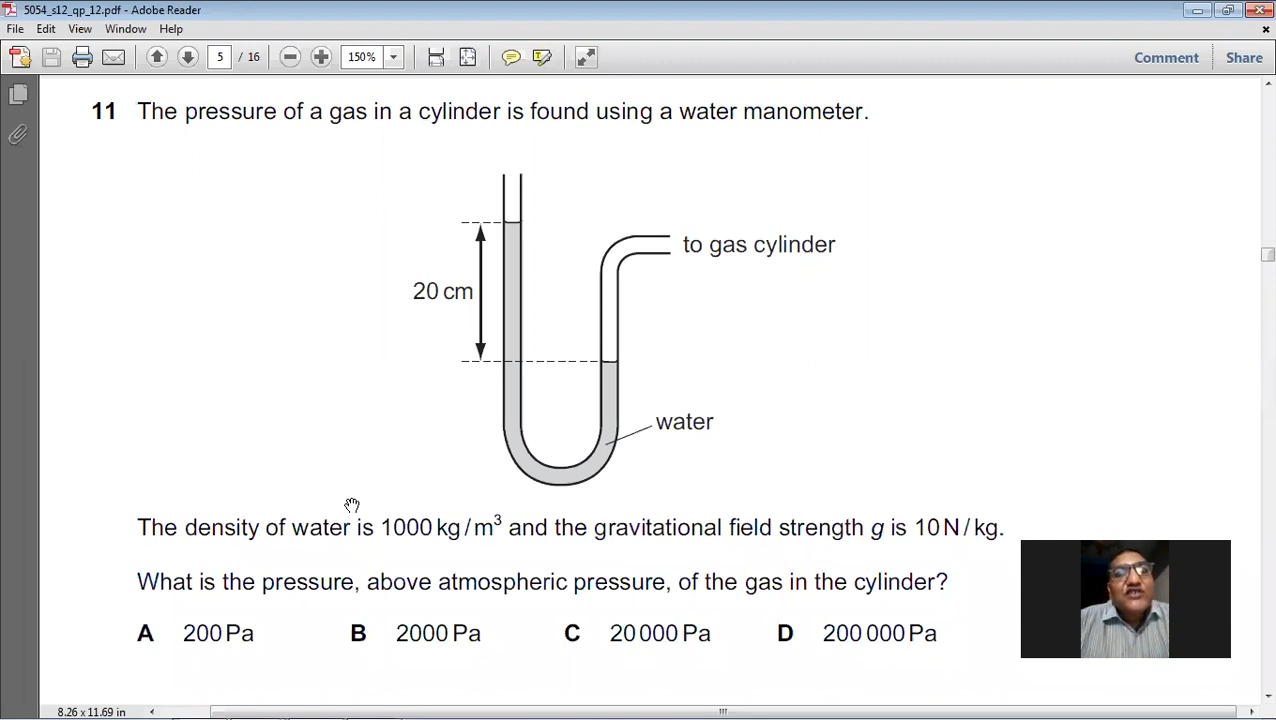 5054_s12_qp_12.pdf - Adobe Reader
File Edit View Window Help
5 / 16 150% Comment Share
11 The pressure of a gas in a cylinder is found using a water manometer.
to gas cylinder
20 cm
water
The density of water is 1000 kg / m³ and the gravitational field strength g is 10 N / kg.
What is the pressure, above atmospheric pressure, of the gas in the cylinder?
A 200 Pa B 2000 Pa C 20 000 Pa D 200 000 Pa
8.26 x 11.69 in